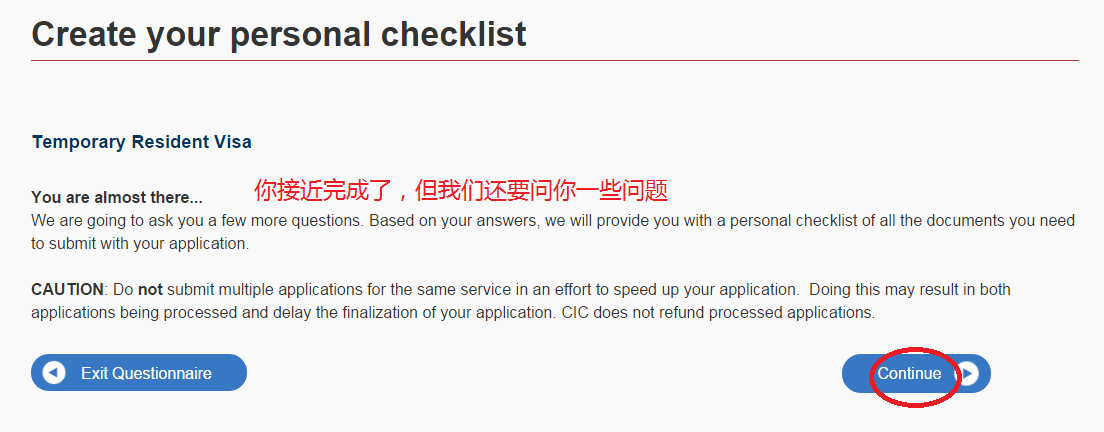 Create your personal checklist
Temporary Resident Visa
You are almost there...
你接近完成了，但我们还要问你一些问题
We are going to ask you a few more questions. Based on your answers, we will provide you with a personal checklist of all the documents you need
to submit with your application.
CAUTION: Do not submit multiple applications for the same service in an effort to speed up your application.  Doing this may result in both
applications being processed and delay the finalization of your application. CIC does not refund processed applications.
Exit Questionnaire
Continue